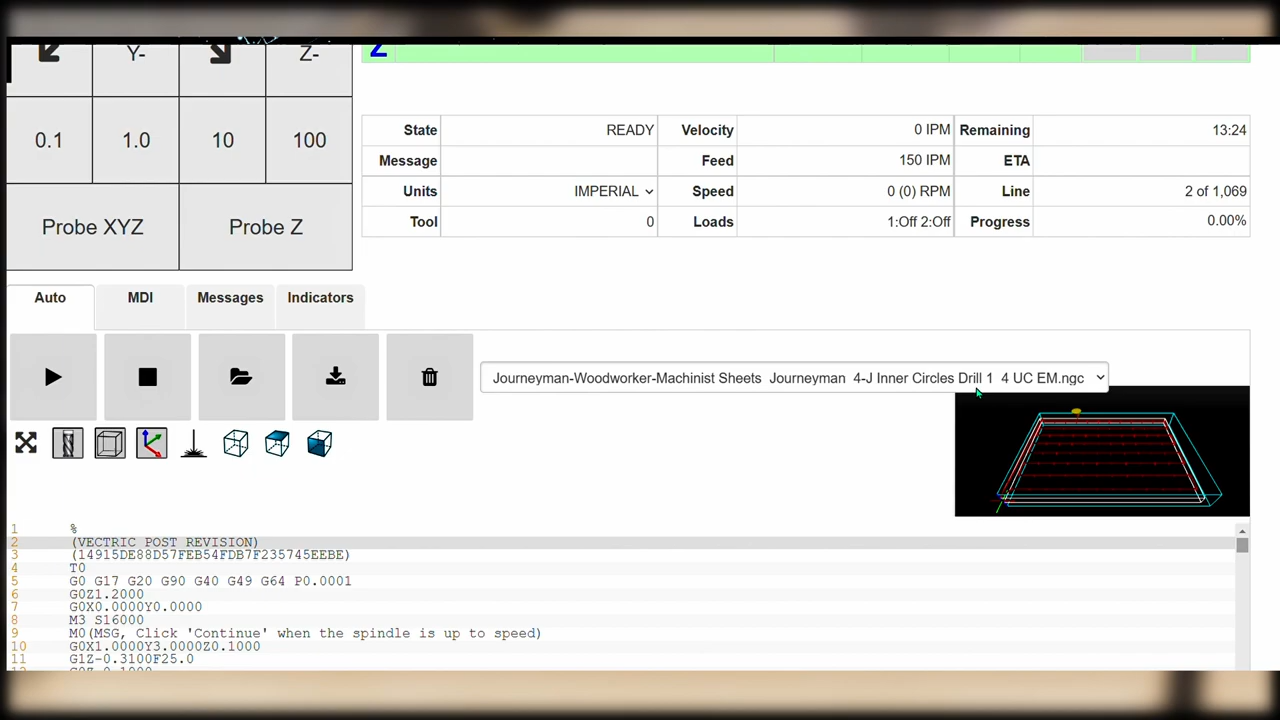 Y- Z- Z
0.1 1.0 10 100
Probe XYZ Probe Z
State READY Velocity 0 IPM Remaining 13:24
Message Feed 150 IPM ETA
Units IMPERIAL Speed 0 (0) RPM Line 2 of 1,069
Tool 0 Loads 1:Off 2:Off Progress 0.00%
Auto MDI Messages Indicators
Journeyman-Woodworker-Machinist Sheets Journeyman 4-J Inner Circles Drill 1 4 UC EM.ngc
1 %
2 (VECTRIC POST REVISION)
3 (14915DE88D57FEB54FDB7F235745EEBE)
4 T0
5 G0 G17 G20 G90 G40 G49 G64 P0.0001
6 G0Z1.2000
7 G0X0.0000Y0.0000
8 M3 S16000
9 M0(MSG, Click 'Continue' when the spindle is up to speed)
10 G0X1.0000Y3.0000Z0.1000
11 G1Z-0.3100F25.0